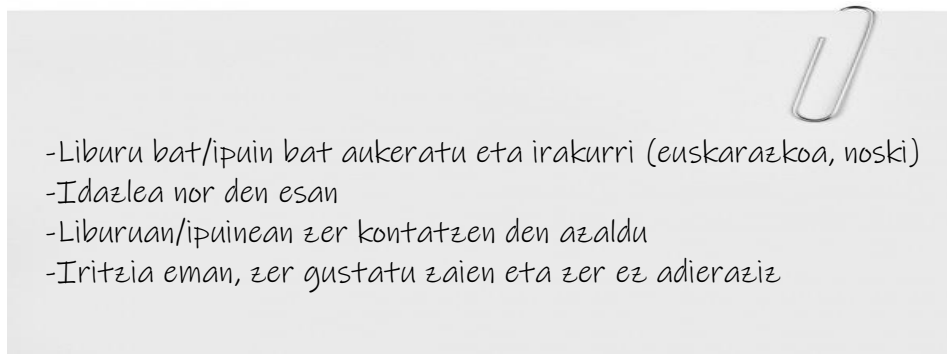 -Liburu bat/ipuin bat aukeratu eta irakurri (euskarazkoa, noski)
-Idazlea nor den esan
-Liburuan/ipuinean zer kontatzen den azaldu
-Iritzia eman, zer gustatu zaien eta zer ez adieraziz